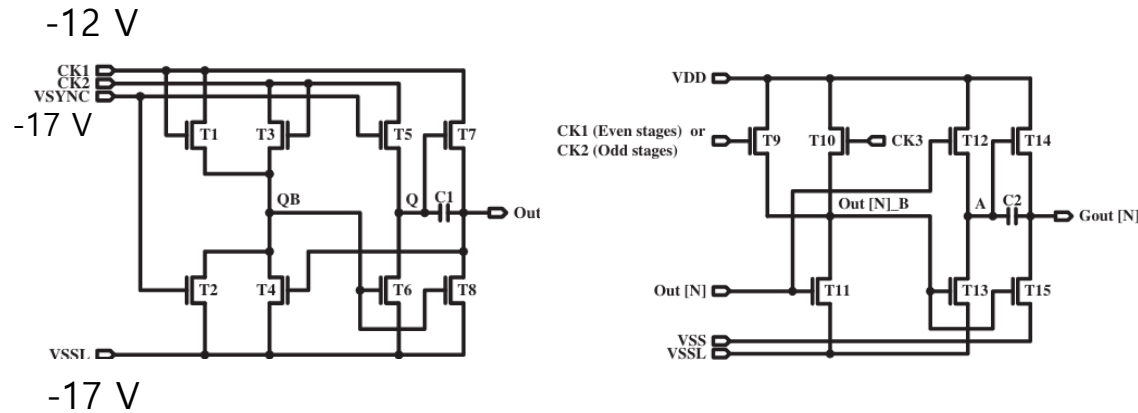 -12 V
CK1
CK2
VSYNC
-17 V
T1
T3
T5
T7
QB
Q
C1
Out
T2
T4
T6
T8
VSSL
-17 V
VDD
CK1 (Even stages) or
CK2 (Odd stages)
T9
T10
CK3
T12
T14
Out [N]_B
A
C2
Gout [N]
Out [N]
T11
T13
T15
VSS
VSSL